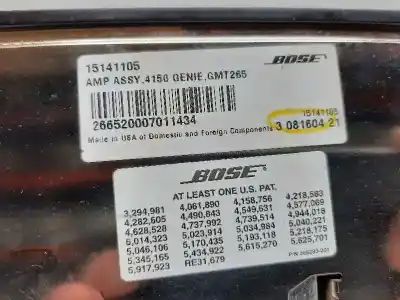 15141105
BOSE
AMP ASSY,4150 GENIE,GMT265
15141105
266520007011434
3 081604 21
Made in USA of Domestic and Foreign Components
BOSE
AT LEAST ONE U.S. PAT.
3,294,981 4,061,890 4,158,756 4,218,583
4,282,605 4,490,843 4,549,631 4,577,069
4,628,528 4,737,992 4,739,514 4,944,018
5,014,323 5,023,914 5,034,984 5,040,221
5,046,106 5,170,435 5,193,118 5,218,175
5,345,165 5,434,922 5,615,270 5,625,701
5,917,923 RE31,679